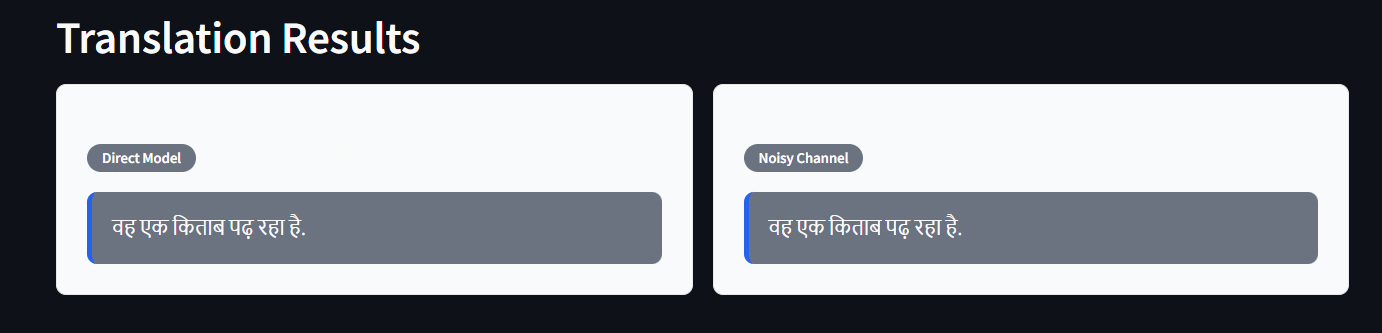 Translation Results
Direct Model
वह एक किताब पढ़ रहा है.
Noisy Channel
वह एक किताब पढ़ रहा है.